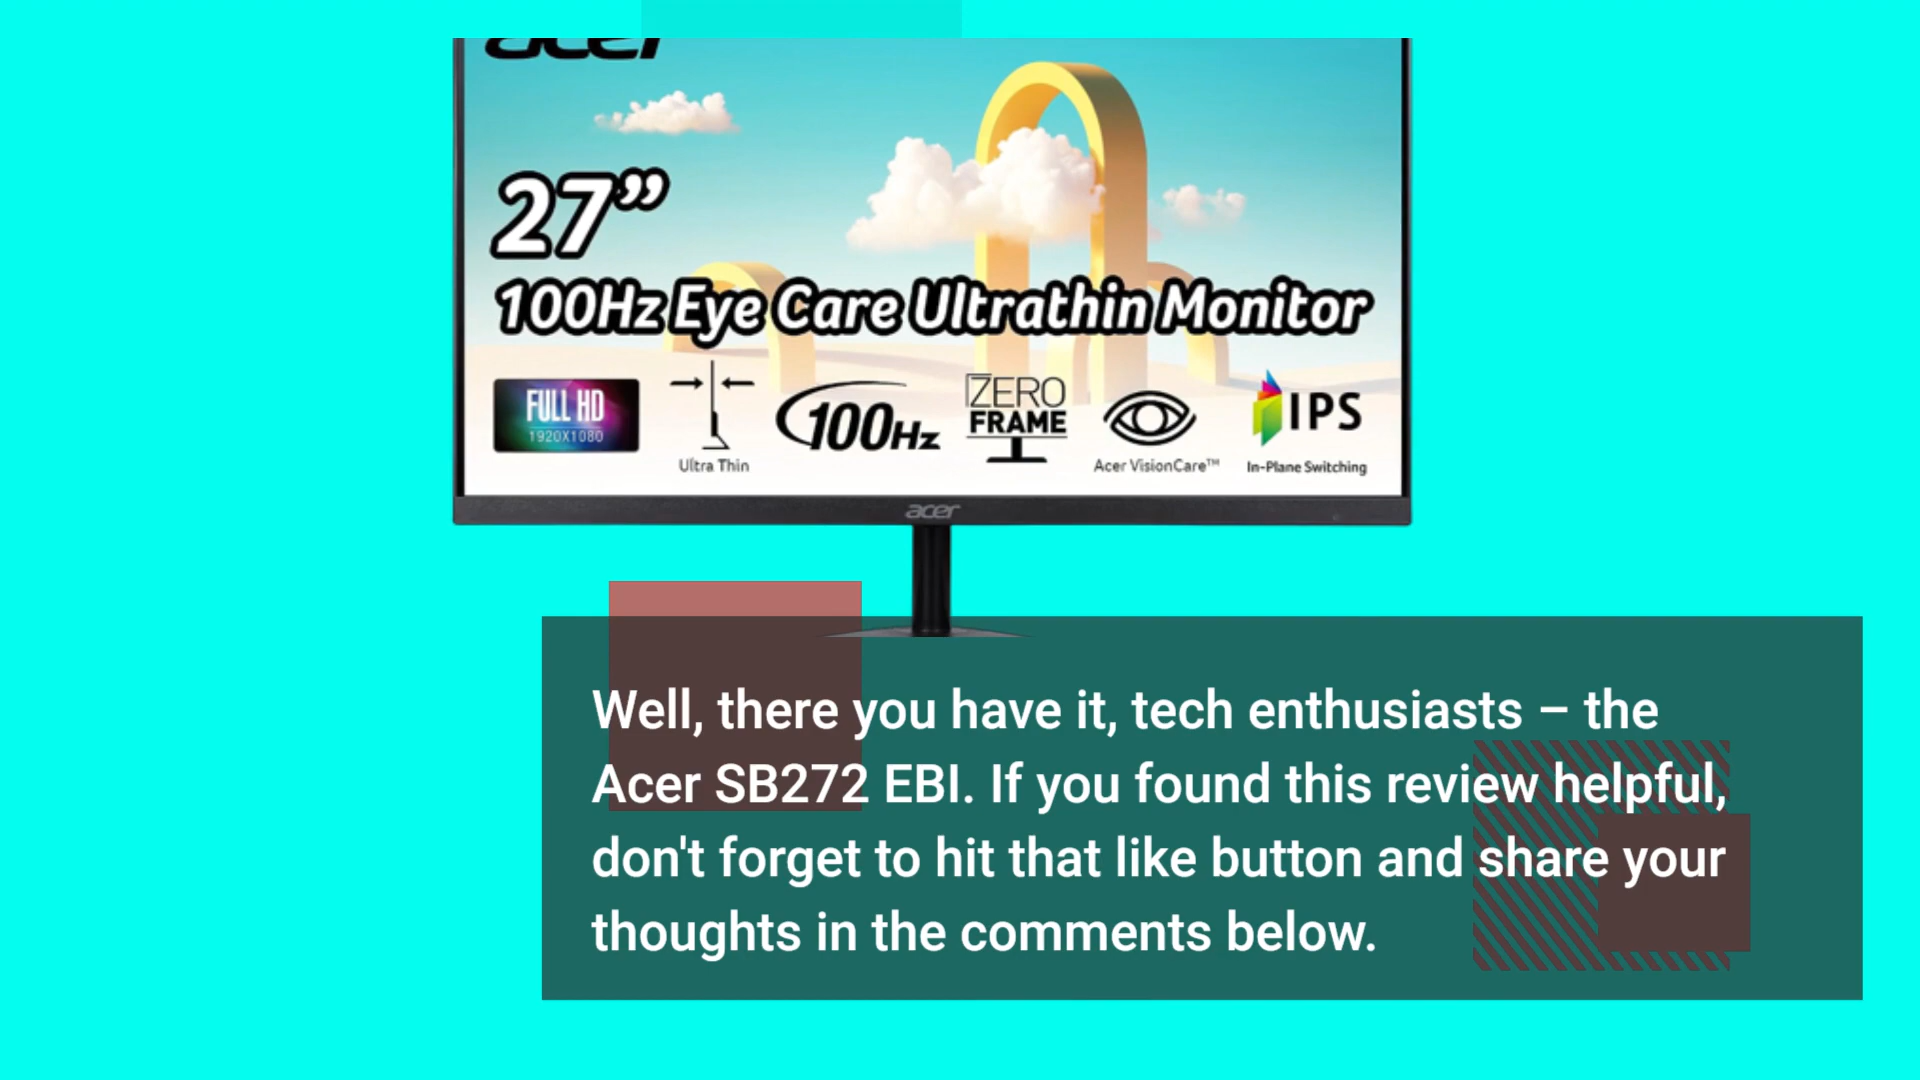 acer
27”
100Hz Eye Care Ultrathin Monitor
FULL HD
1920X1080
Ultra Thin
100Hz
ZERO
FRAME
Acer VisionCare™
IPS
In-Plane Switching
acer
Well, there you have it, tech enthusiasts – the
Acer SB272 EBI. If you found this review helpful,
don't forget to hit that like button and share your
thoughts in the comments below.